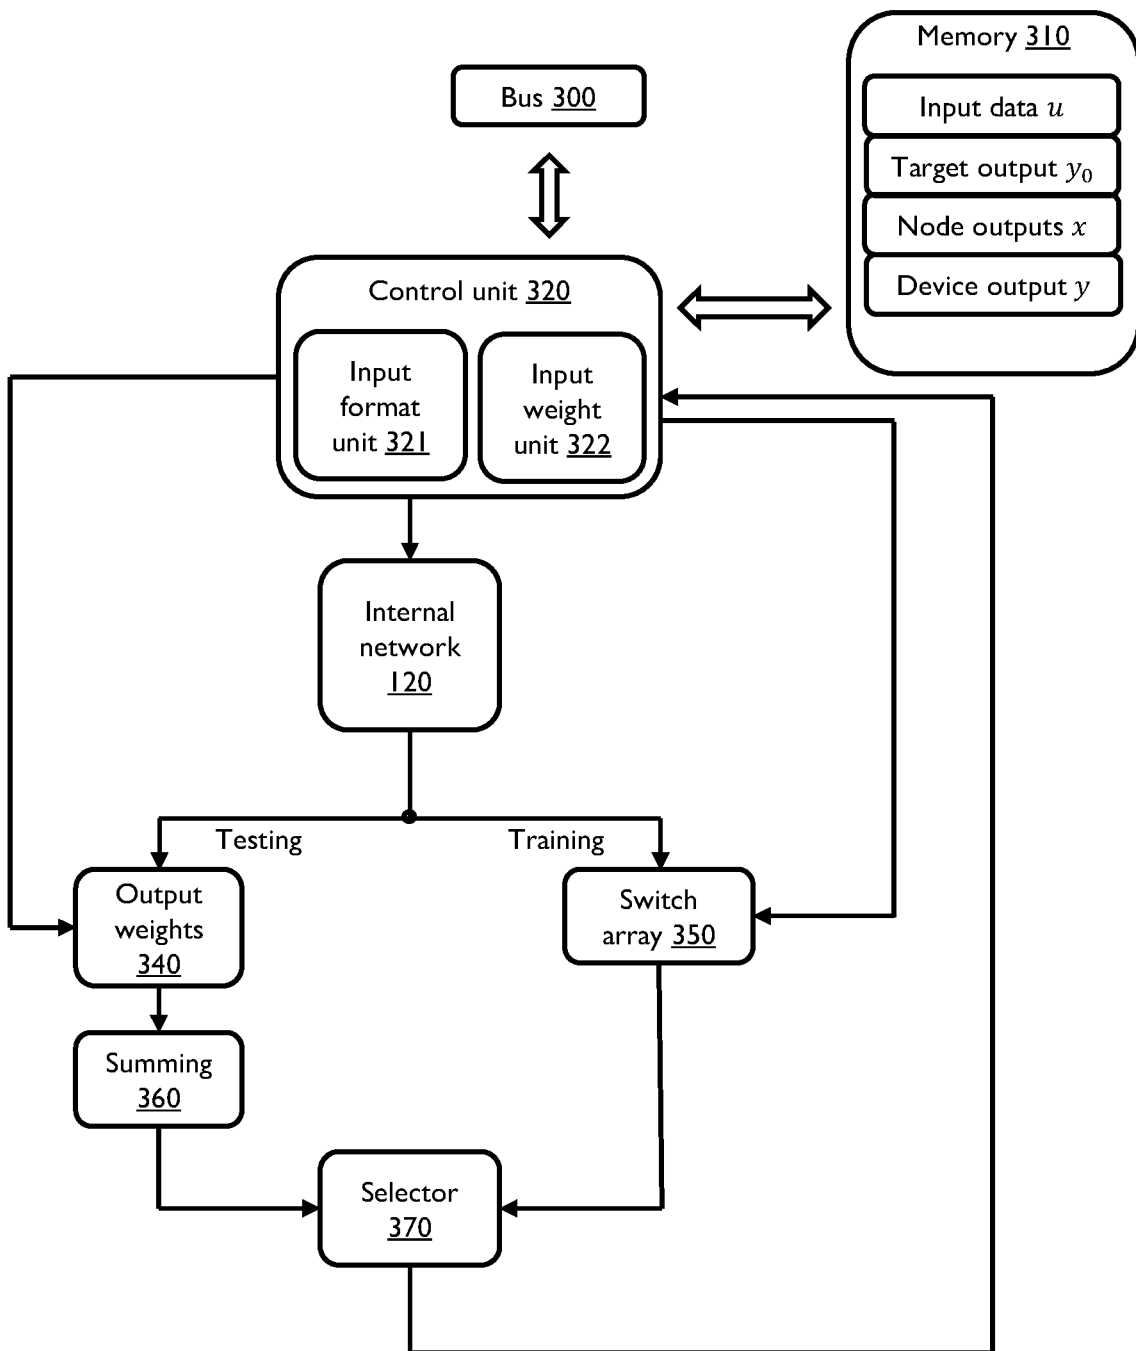 Memory 310
Bus 300
Input data u
Target output y₀
Node outputs x
Device output y
Control unit 320
Input
format
unit 321
Input
weight
unit 322
Internal
network
120
Testing
Training
Output
weights
340
Switch
array 350
Summing
360
Selector
370